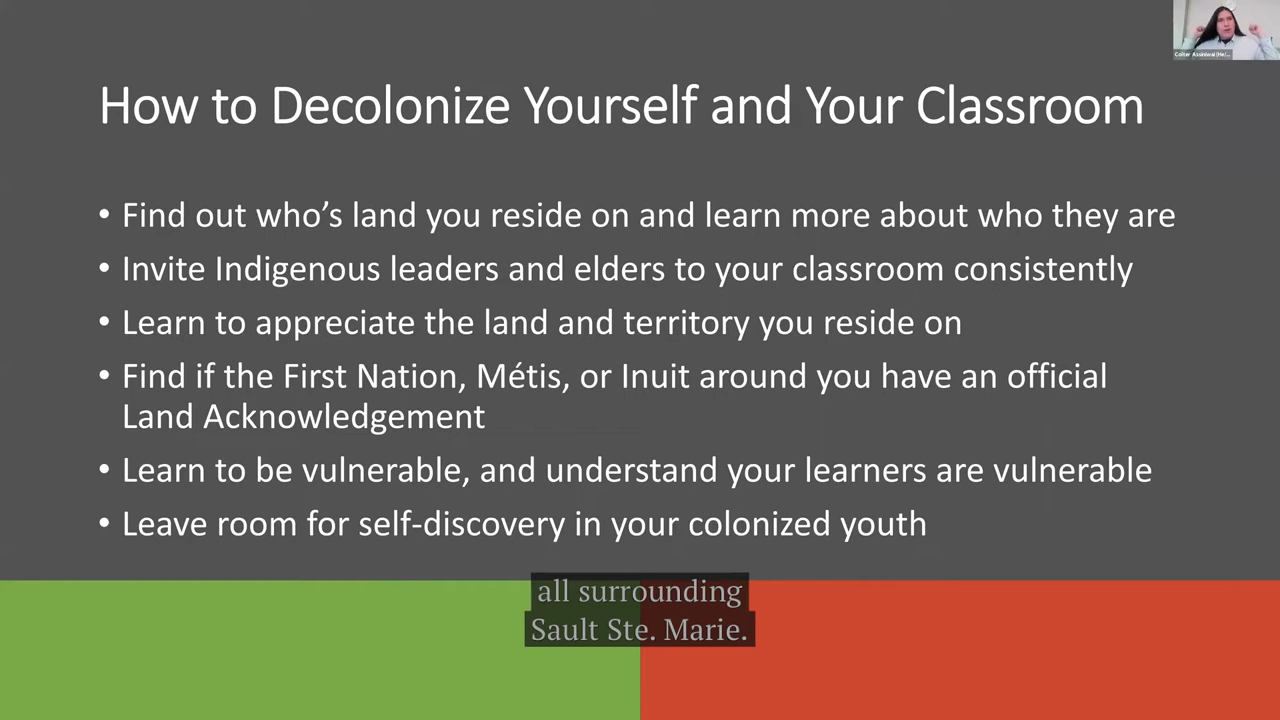 Colter Assiniwai (He/...
How to Decolonize Yourself and Your Classroom
• Find out who’s land you reside on and learn more about who they are
• Invite Indigenous leaders and elders to your classroom consistently
• Learn to appreciate the land and territory you reside on
• Find if the First Nation, Métis, or Inuit around you have an official
Land Acknowledgement
• Learn to be vulnerable, and understand your learners are vulnerable
• Leave room for self-discovery in your colonized youth
all surrounding
Sault Ste. Marie.